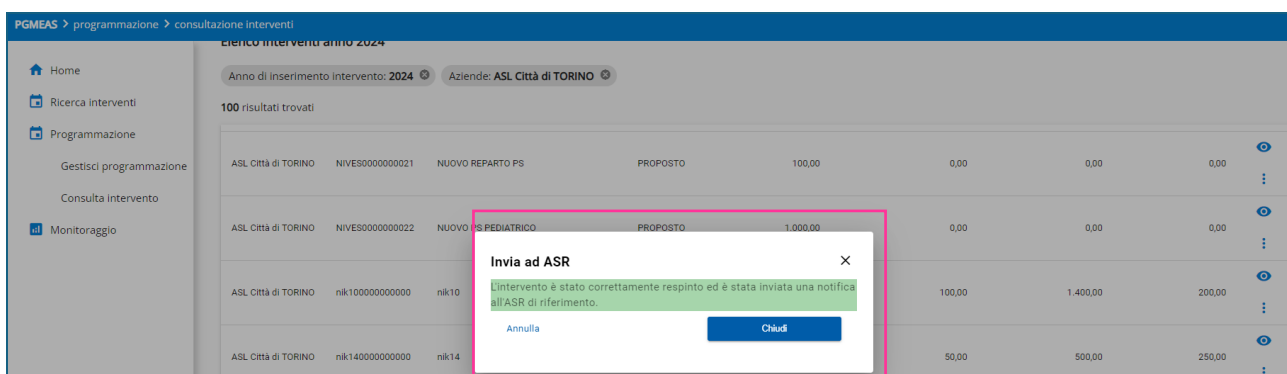 PGMEAS > programmazione > consultazione interventi
Elenco interventi anno 2024
Home
Anno di inserimento intervento: 2024 Aziende: ASL Città di TORINO
Ricerca interventi
100 risultati trovati
Programmazione
Gestisci programmazione
Consulta intervento
Monitoraggio
ASL Città di TORINO NIVES0000000021 NUOVO REPARTO PS PROPOSTO 100,00 0,00 0,00 0,00
ASL Città di TORINO NIVES0000000022 NUOVO PS PEDIATRICO PROPOSTO 1.000,00 0,00 0,00 0,00
ASL Città di TORINO nik100000000000 nik10 100,00 1.400,00 200,00
ASL Città di TORINO nik140000000000 nik14 50,00 500,00 250,00
Invia ad ASR
L'intervento è stato correttamente respinto ed è stata inviata una notifica
all'ASR di riferimento.
Annulla Chiudi